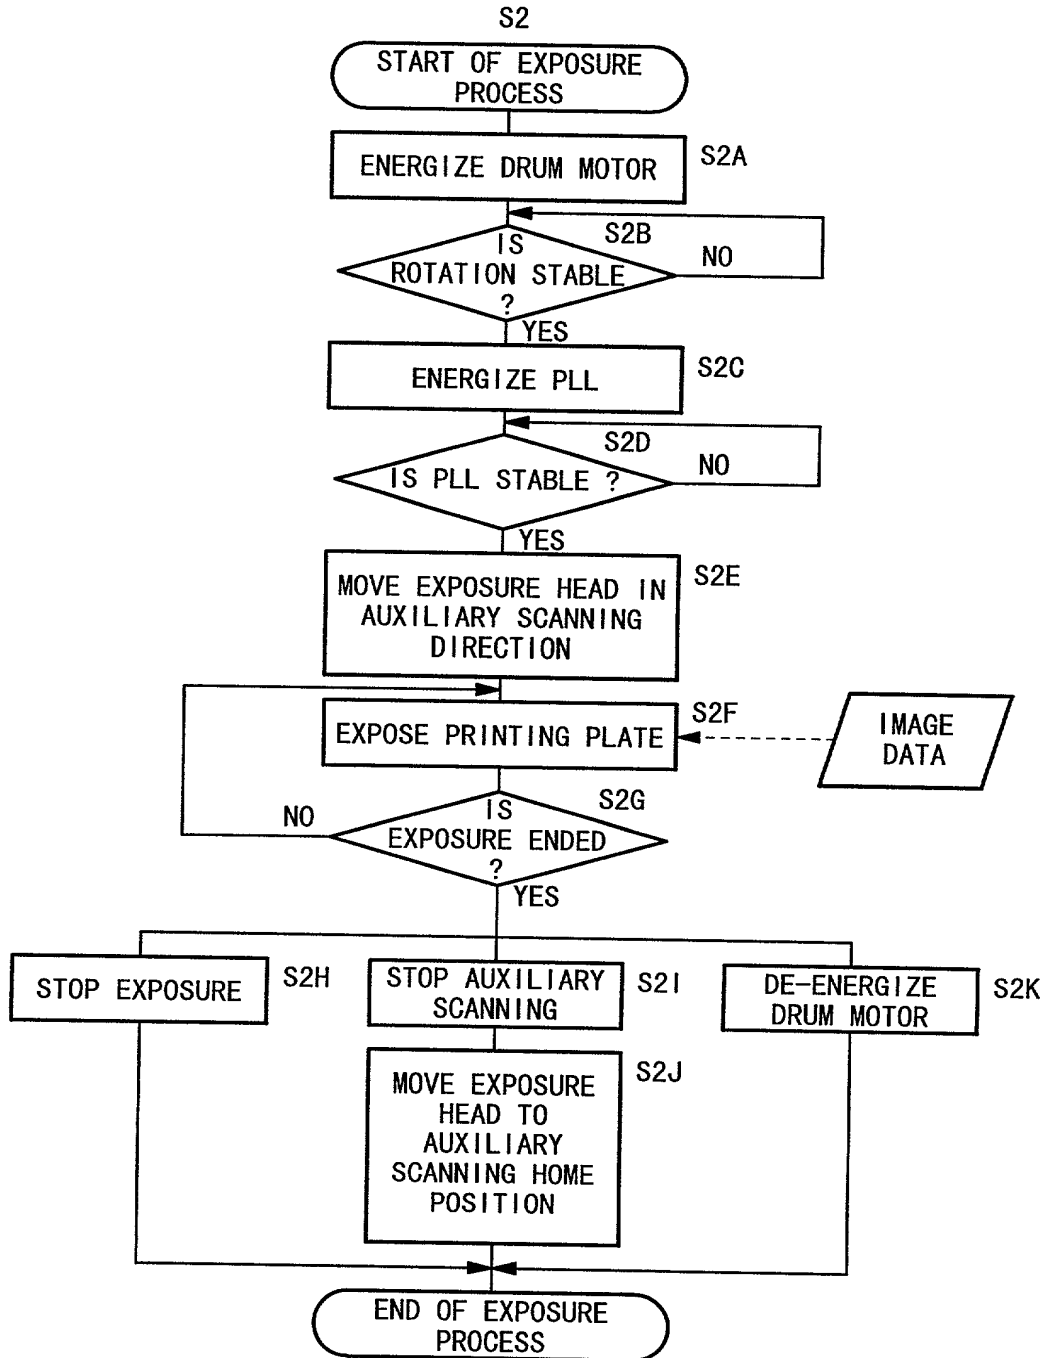 S2
START OF EXPOSURE
PROCESS
ENERGIZE DRUM MOTOR
S2A
S2B
IS
ROTATION STABLE
?
NO
YES
ENERGIZE PLL
S2C
S2D
IS PLL STABLE ?
NO
YES
MOVE EXPOSURE HEAD IN
AUXILIARY SCANNING
DIRECTION
S2E
EXPOSE PRINTING PLATE
S2F
IMAGE
DATA
S2G
IS
EXPOSURE ENDED
?
NO
YES
STOP EXPOSURE
S2H
STOP AUXILIARY
SCANNING
S2I
DE-ENERGIZE
DRUM MOTOR
S2K
MOVE EXPOSURE
HEAD TO
AUXILIARY
SCANNING HOME
POSITION
S2J
END OF EXPOSURE
PROCESS